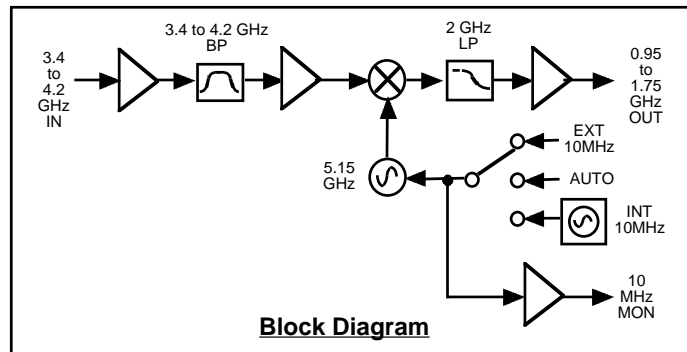 3.4
to
4.2
GHz
IN
3.4 to 4.2 GHz
BP
2 GHz
LP
0.95
to
1.75
GHz
OUT
5.15
GHz
EXT
10MHz
AUTO
INT
10MHz
10
MHz
MON
Block Diagram